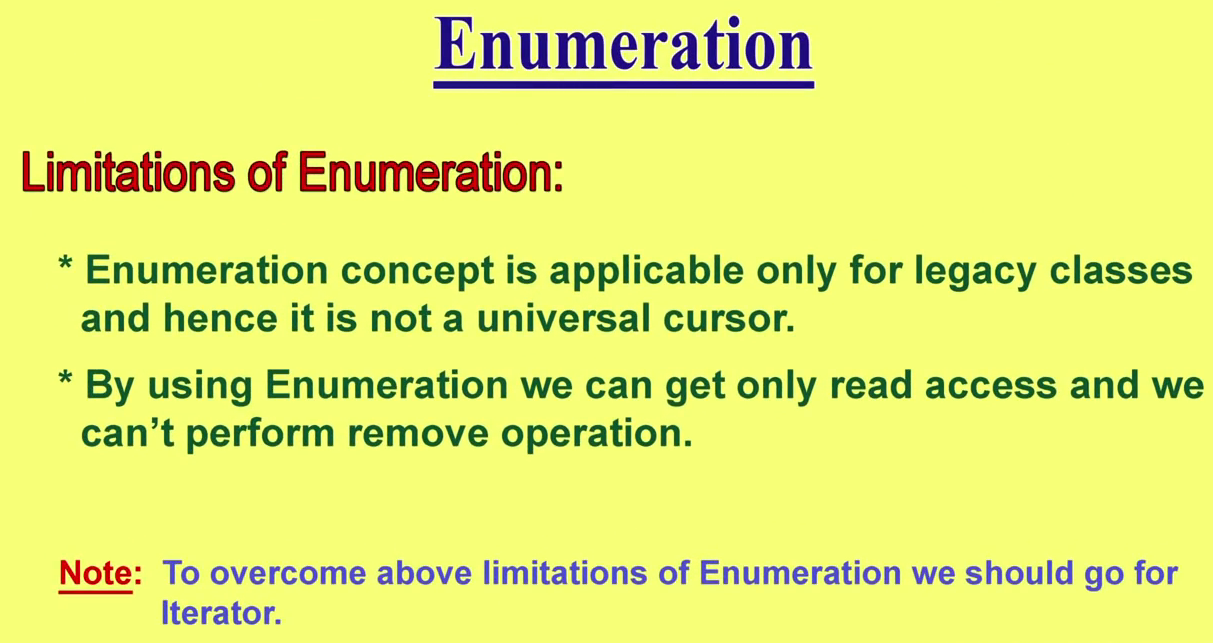 Enumeration
Limitations of Enumeration:
* Enumeration concept is applicable only for legacy classes
and hence it is not a universal cursor.
* By using Enumeration we can get only read access and we
can’t perform remove operation.
Note: To overcome above limitations of Enumeration we should go for
Iterator.